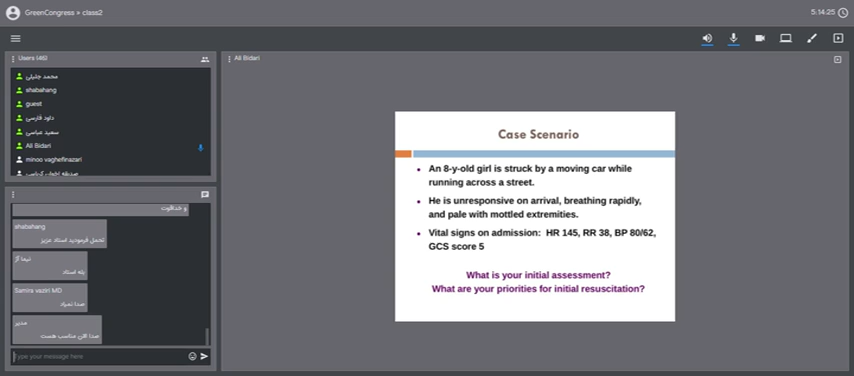 GreenCongress > class2
5:14:25
Users (46)
محمد جلیلی
shabahang
guest
داود فارسی
سعید عباسی
Ali Bidari
minoo vaghefinazari
و خداقوت
shabahang
تحمل فرمودید استاد عزیز
نیما آژ
بله استاد
Samira vaziri MD
صدا نمیاد
مدیر
صدا الان مناسب هست
Type your message here
Ali Bidari
Case Scenario
• An 8-y-old girl is struck by a moving car while
running across a street.
• He is unresponsive on arrival, breathing rapidly,
and pale with mottled extremities.
• Vital signs on admission: HR 145, RR 38, BP 80/62,
GCS score 5
What is your initial assessment?
What are your priorities for initial resuscitation?